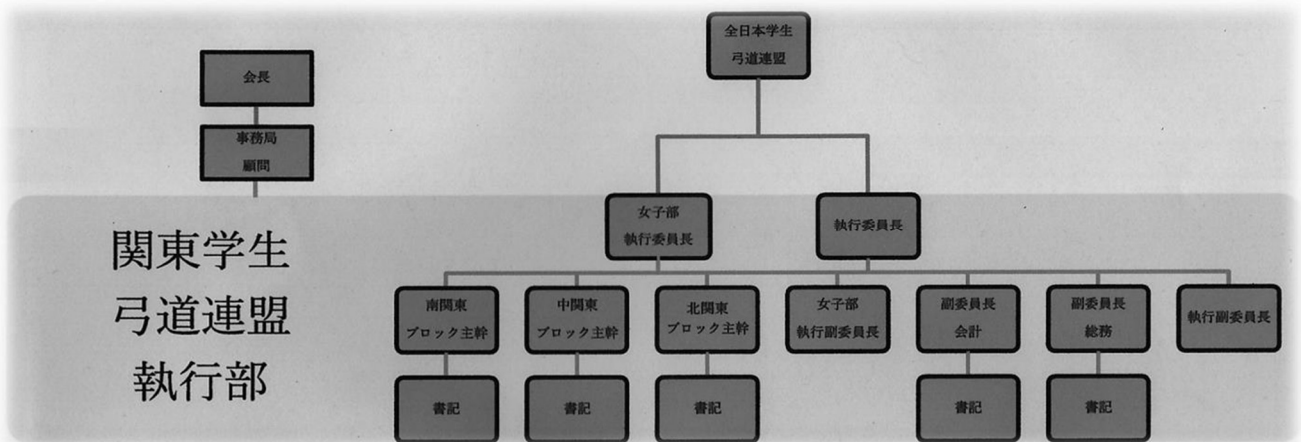 全日本学生
弓道連盟
会長
事務局
顧問
関東学生
弓道連盟
執行部
女子部
執行委員長
執行委員長
南関東
ブロック主幹
中関東
ブロック主幹
北関東
ブロック主幹
女子部
執行副委員長
副委員長
会計
副委員長
総務
執行副委員長
書記
書記
書記
書記
書記